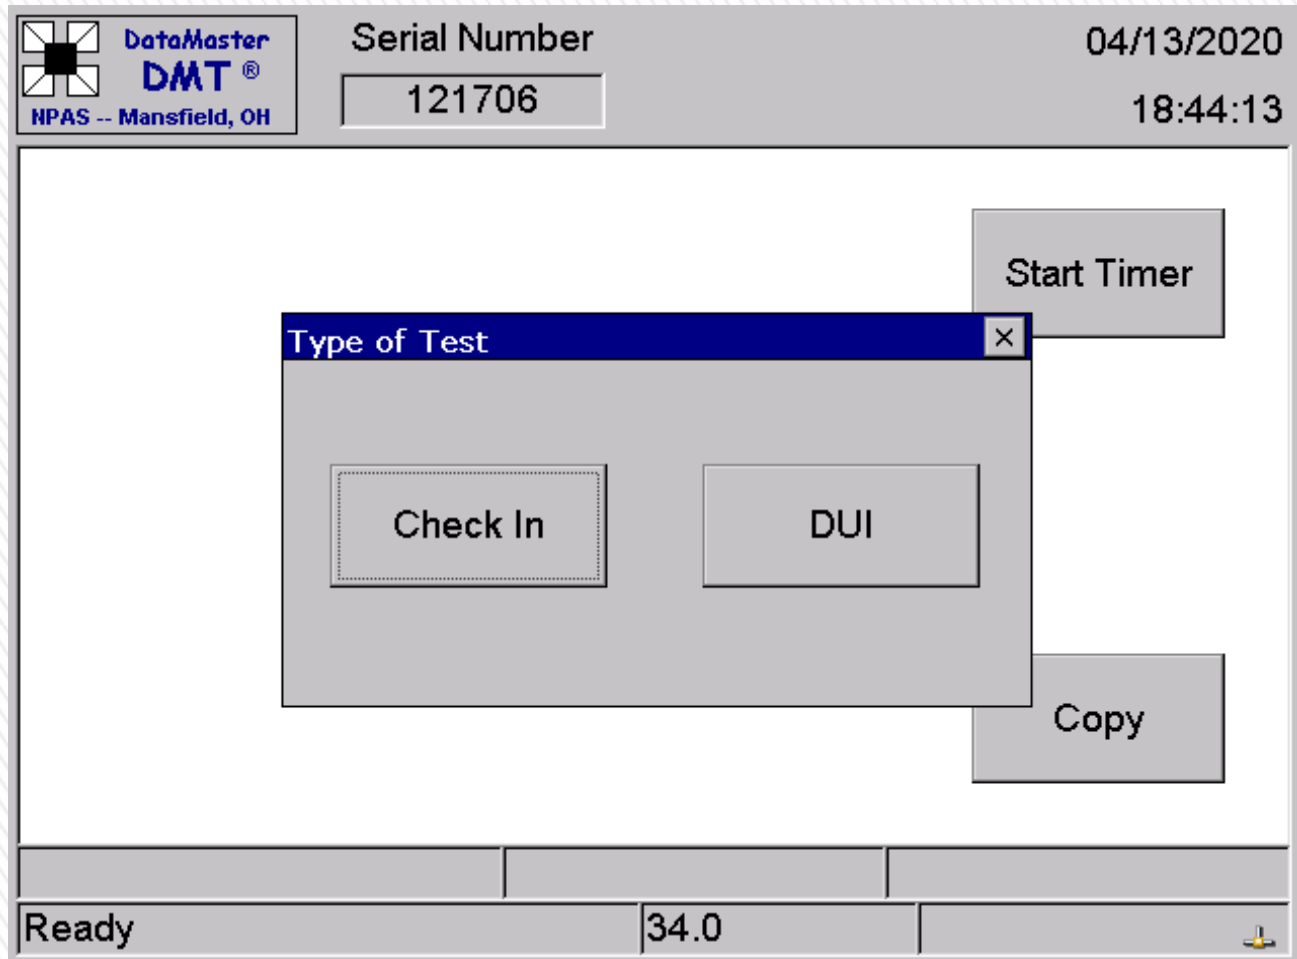 DataMaster
DMT ®
NPAS -- Mansfield, OH
Serial Number
121706
04/13/2020
18:44:13
Start Timer
Type of Test
Check In
DUI
Copy
Ready
34.0